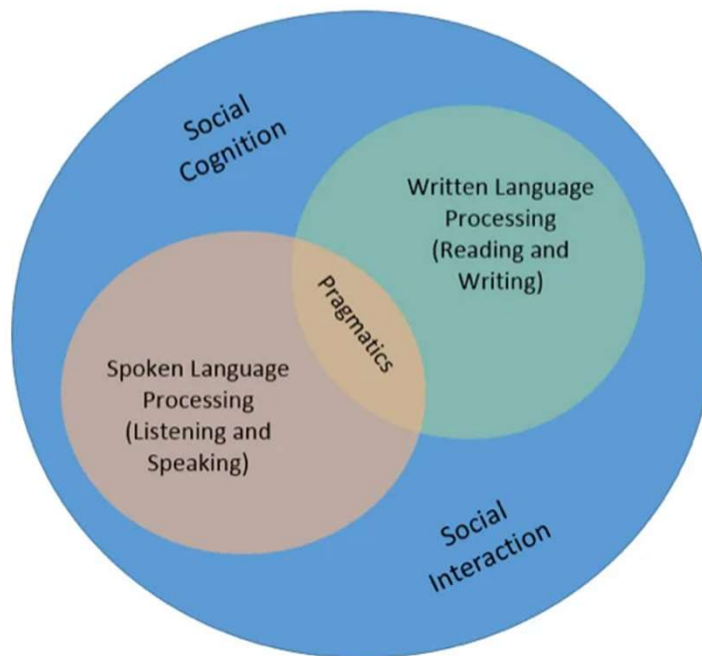 Social
Cognition
Written Language
Processing
(Reading and
Writing)
Pragmatics
Spoken Language
Processing
(Listening and
Speaking)
Social
Interaction